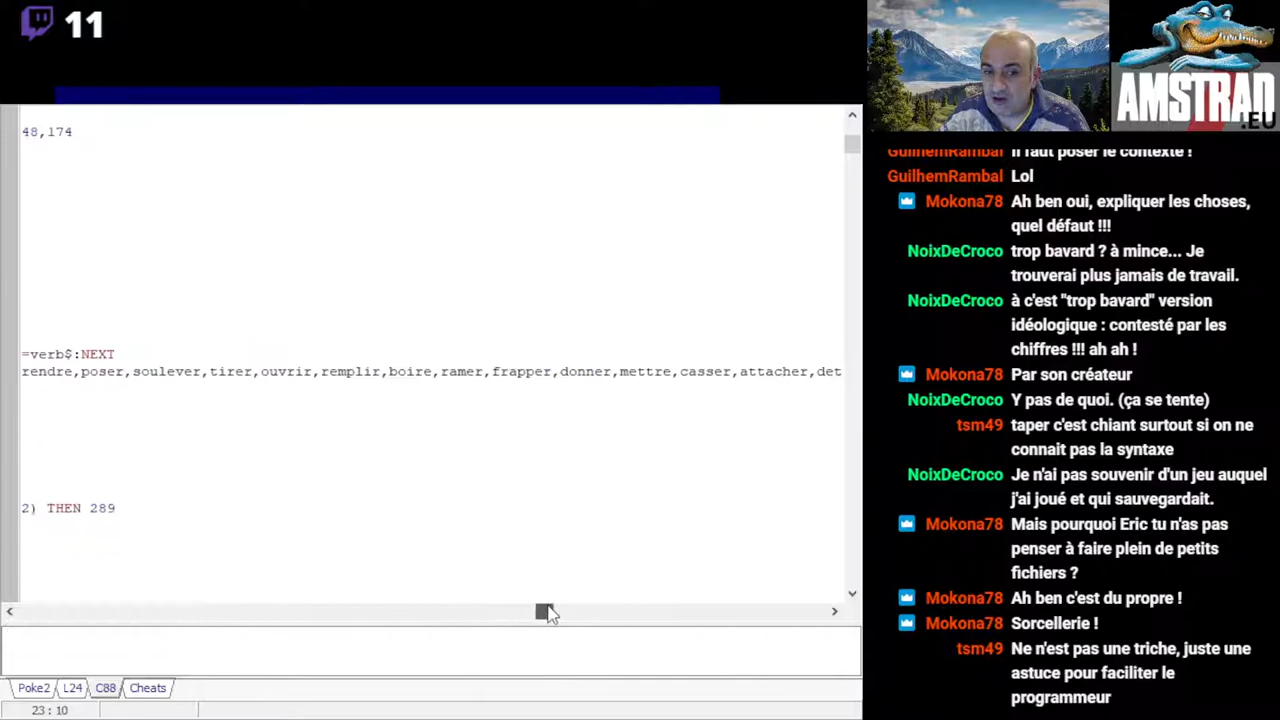 11
48,174
=verb$:NEXT
rendre,poser,soulever,tirer,ouvrir,remplir,boire,ramer,frapper,donner,mettre,casser,attacher,det
2) THEN 289
Poke2 L24 C88 Cheats
23:10
AMSTRAD
.EU
GuilhemRambal Il faut poser le contexte !
GuilhemRambal Lol
Mokona78 Ah ben oui, expliquer les choses,
quel défaut !!!
NoixDeCroco trop bavard ? à mince... Je
trouverai plus jamais de travail.
NoixDeCroco à c'est "trop bavard" version
idéologique : contesté par les
chiffres !!! ah ah !
Mokona78 Par son créateur
NoixDeCroco Y pas de quoi. (ça se tente)
tsm49 taper c'est chiant surtout si on ne
connait pas la syntaxe
NoixDeCroco Je n'ai pas souvenir d'un jeu auquel
j'ai joué et qui sauvegardait.
Mokona78 Mais pourquoi Eric tu n'as pas
penser à faire plein de petits
fichiers ?
Mokona78 Ah ben c'est du propre !
Mokona78 Sorcellerie !
tsm49 Ne n'est pas une triche, juste une
astuce pour faciliter le
programmeur